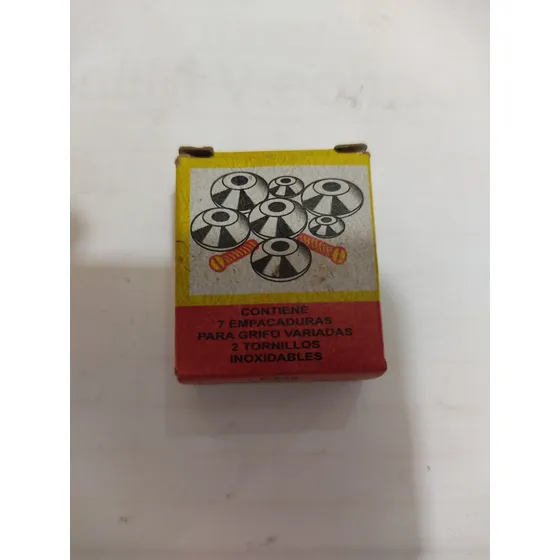 CONTIENE
7 EMPACADURAS
PARA GRIFO VARIADAS
2 TORNILLOS
INOXIDABLES